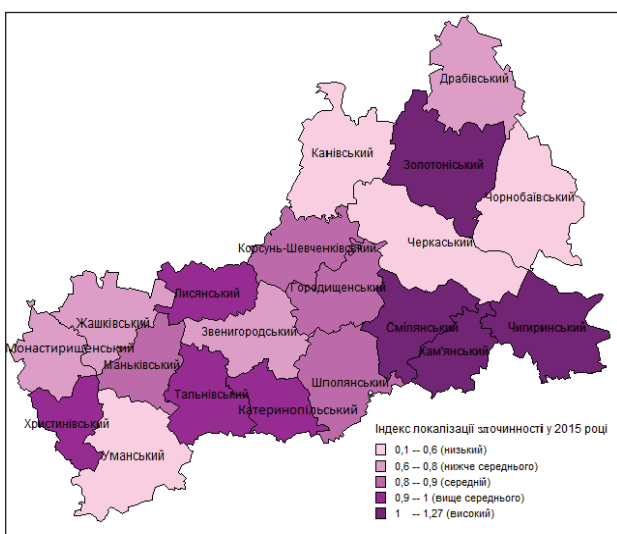 Драбівський
Канівський
Золотоніський
Чорнобаївський
Черкаський
Корсунь-Шевченківський
Лисянський
Городищенський
Жашківський
Звенигородський
Смілянський
Чигиринський
Монастирищенський
Кам'янський
Маньківський
Шполянський
Тальнівський
Катеринопільський
Христинівський
Уманський
Індекс локалізації злочинності у 2015 році
0,1 -- 0,6 (низький)
0,6 -- 0,8 (нижче середнього)
0,8 -- 0,9 (середній)
0,9 -- 1 (вище середнього)
1 -- 1,27 (високий)